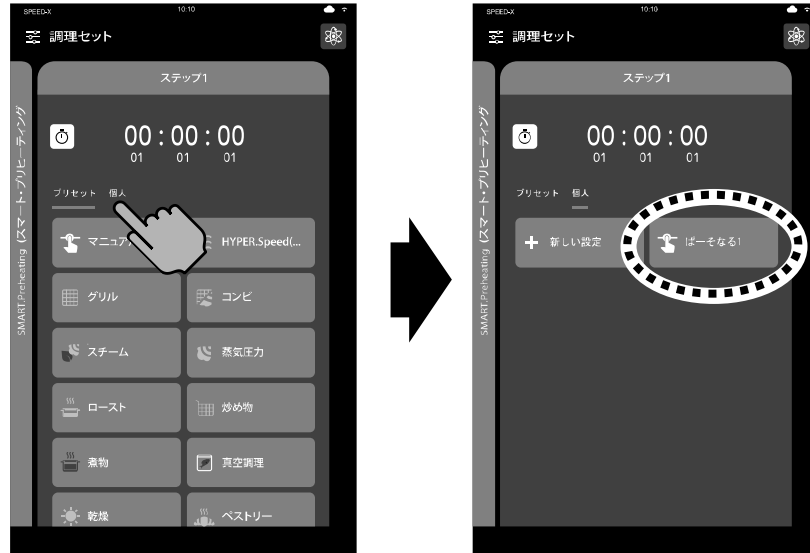 SPEED-X 10:10
調理セット
ステップ1
SMART.Preheating (スマート・プリヒーティング
00 : 00 : 00
01 01 01
プリセット 個人
マニュア HYPER.Speed(...
グリル コンビ
スチーム 蒸気圧力
ロースト 炒め物
煮物 真空調理
乾燥 ペストリー
SPEED-X 10:10
調理セット
ステップ1
SMART.Preheating (スマート・プリヒーティング
00 : 00 : 00
01 01 01
プリセット 個人
新しい設定 ぱーそなる1